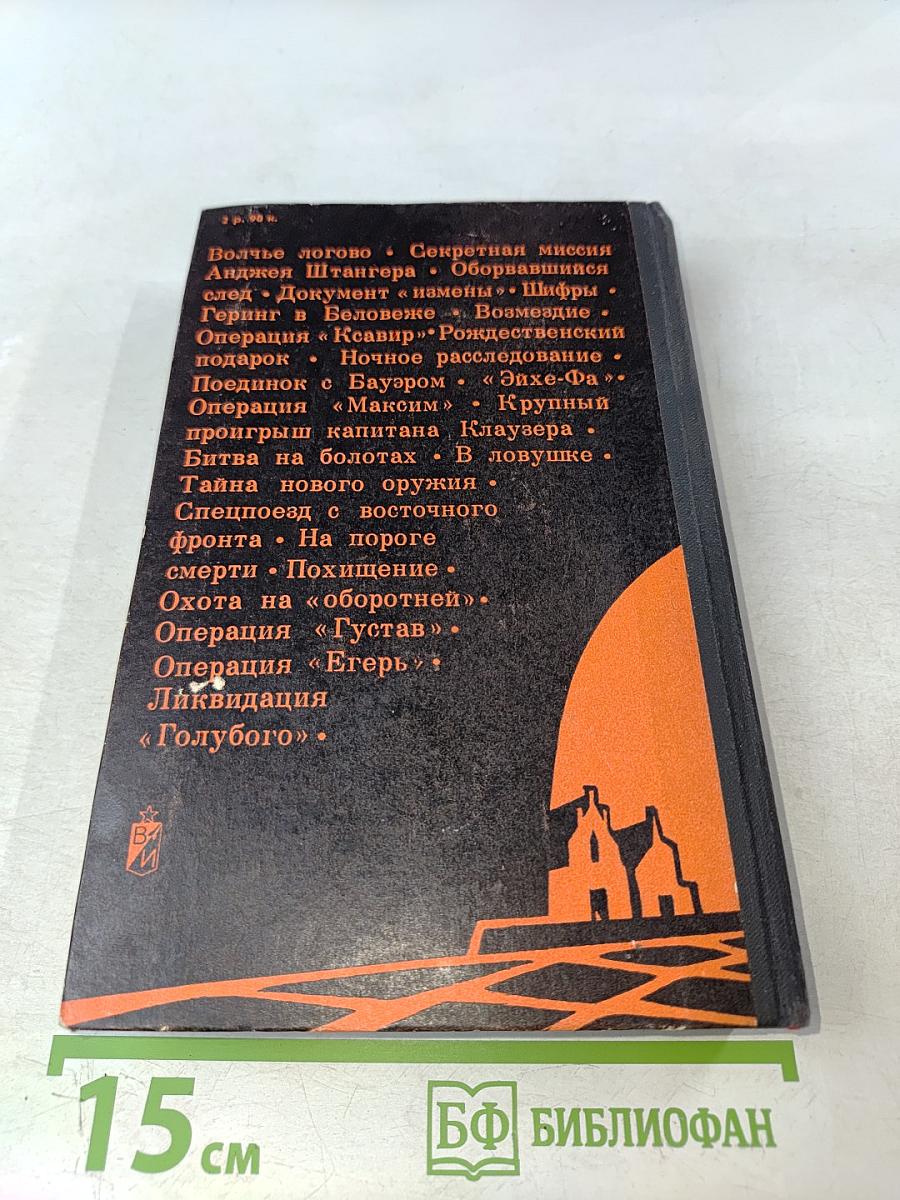 2 р. 90 к.
Волчье логово • Секретная миссия
Анджея Штангера • Оборвавшийся
след • Документ «измены» • Шифры •
Геринг в Беловеже • Возмездие •
Операция «Ксавир» • Рождественский
подарок • Ночное расследование •
Поединок с Бауэром • «Эйхе-Фа» •
Операция «Максим» • Крупный
проигрыш капитана Клаузера •
Битва на болотах • В ловушке •
Тайна нового оружия •
Спецпоезд с восточного
фронта • На пороге
смерти • Похищение •
Охота на «оборотней» •
Операция «Густав» •
Операция «Егерь» •
Ликвидация
«Голубого» •
В
И
15 см
БФ БИБЛИОФАН